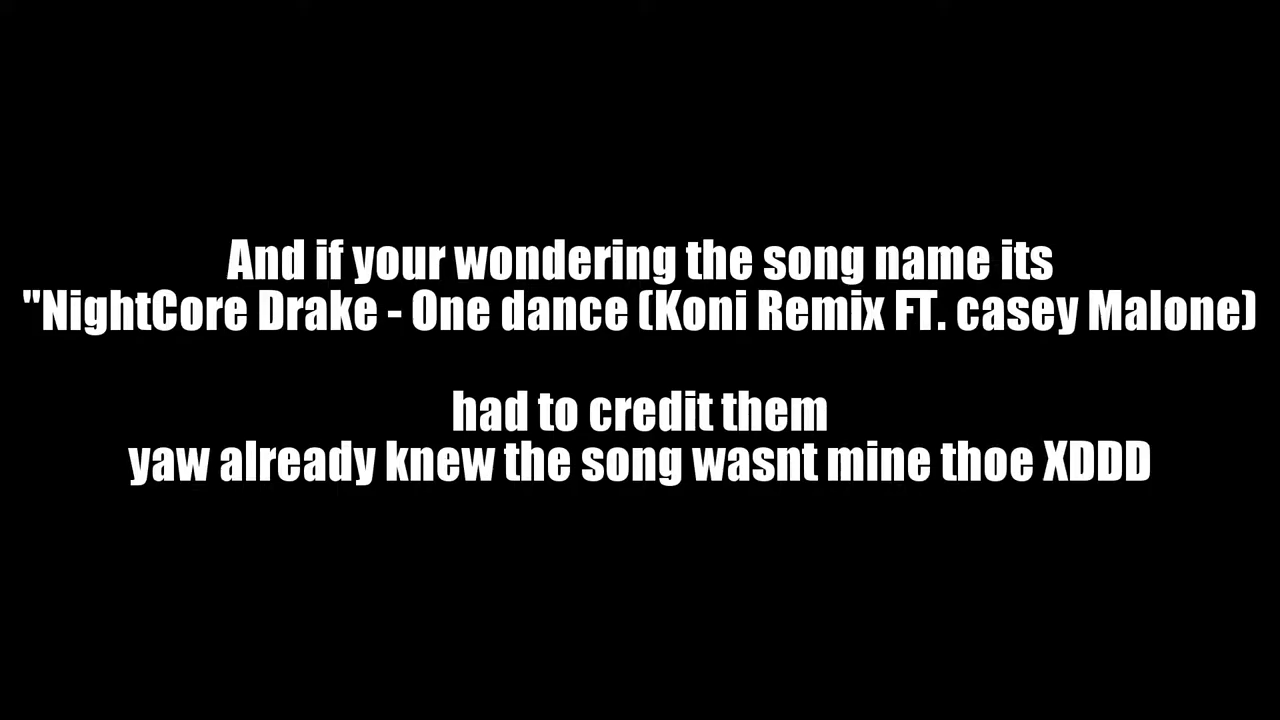 And if your wondering the song name its
"NightCore Drake - One dance (Koni Remix FT. casey Malone)
had to credit them
yaw already knew the song wasnt mine thoe XDDD